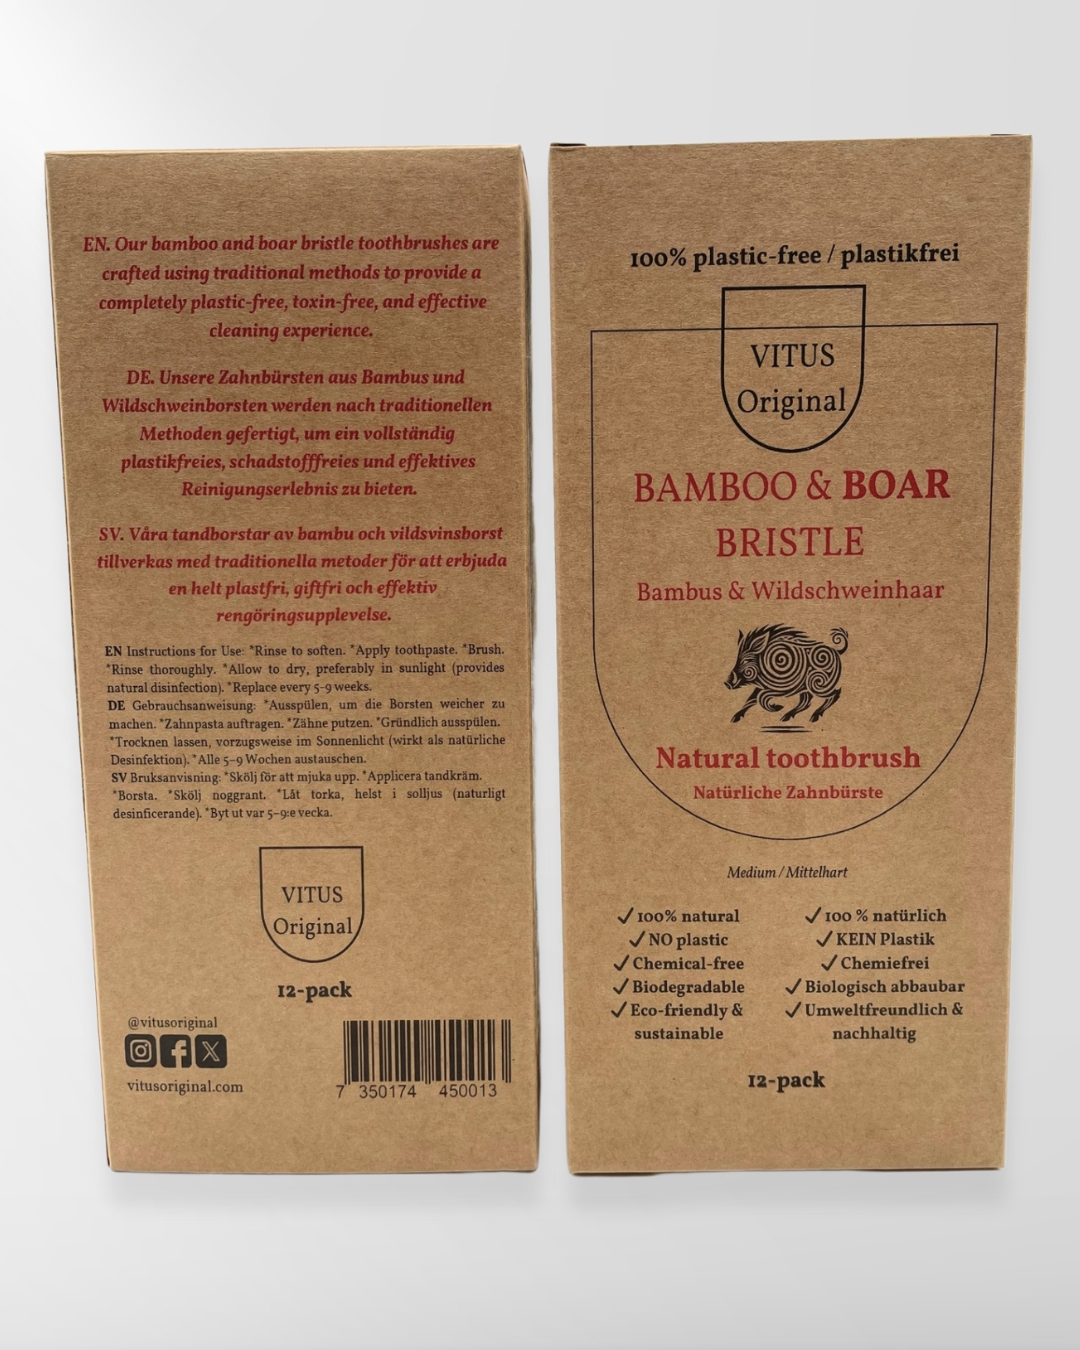 EN. Our bamboo and boar bristle toothbrushes are
crafted using traditional methods to provide a
completely plastic-free, toxin-free, and effective
cleaning experience.
DE. Unsere Zahnbürsten aus Bambus und
Wildschweinborsten werden nach traditionellen
Methoden gefertigt, um ein vollständig
plastikfreies, schadstofffreies und effektives
Reinigungserlebnis zu bieten.
SV. Våra tandborstar av bambu och vildsvinsborst
tillverkas med traditionella metoder för att erbjuda
en helt plastfri, giftfri och effektiv
rengöringsupplevelse.
EN Instructions for Use: *Rinse to soften. *Apply toothpaste. *Brush.
*Rinse thoroughly. *Allow to dry, preferably in sunlight (provides
natural disinfection). *Replace every 5-9 weeks.
DE Gebrauchsanweisung: *Ausspülen, um die Borsten weicher zu
machen. *Zahnpasta auftragen. *Zähne putzen. *Gründlich ausspülen.
*Trocknen lassen, vorzugsweise im Sonnenlicht (wirkt als natürliche
Desinfektion). *Alle 5-9 Wochen austauschen.
SV Bruksanvisning: *Skölj för att mjuka upp. *Applicera tandkräm.
*Borsta. *Skölj noggrant. *Låt torka, helst i solljus (naturligt
desinficerande). *Byt ut var 5-9:e vecka.
VITUS
Original
12-pack
@vitusoriginal
vitusoriginal.com
7 350174 450013
100% plastic-free / plastikfrei
VITUS
Original
BAMBOO & BOAR
BRISTLE
Bambus & Wildschweinhaar
Natural toothbrush
Natürliche Zahnbürste
Medium / Mittelhart
✓ 100% natural
✓ NO plastic
✓ Chemical-free
✓ Biodegradable
✓ Eco-friendly &
sustainable
✓ 100 % natürlich
✓ KEIN Plastik
✓ Chemiefrei
✓ Biologisch abbaubar
✓ Umweltfreundlich &
nachhaltig
12-pack